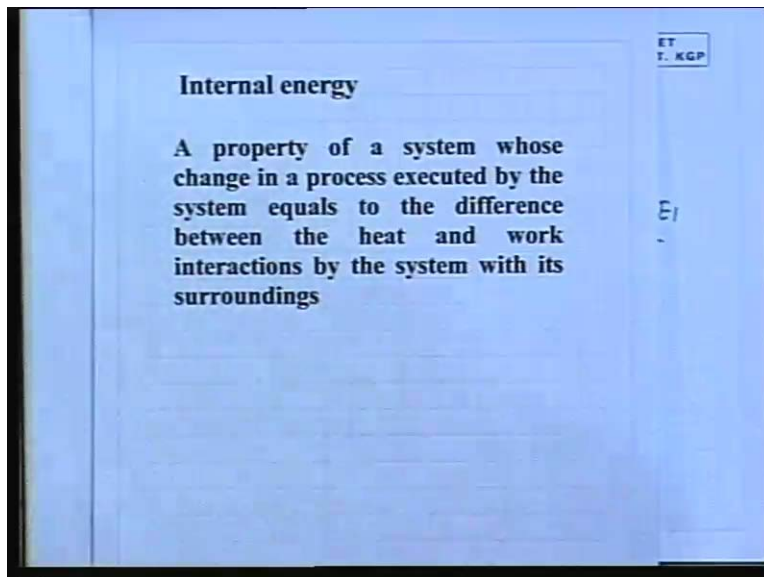 ET
T. KGP
Internal energy
A property of a system whose
change in a process executed by the
system equals to the difference
between the heat and work
interactions by the system with its
surroundings
E1